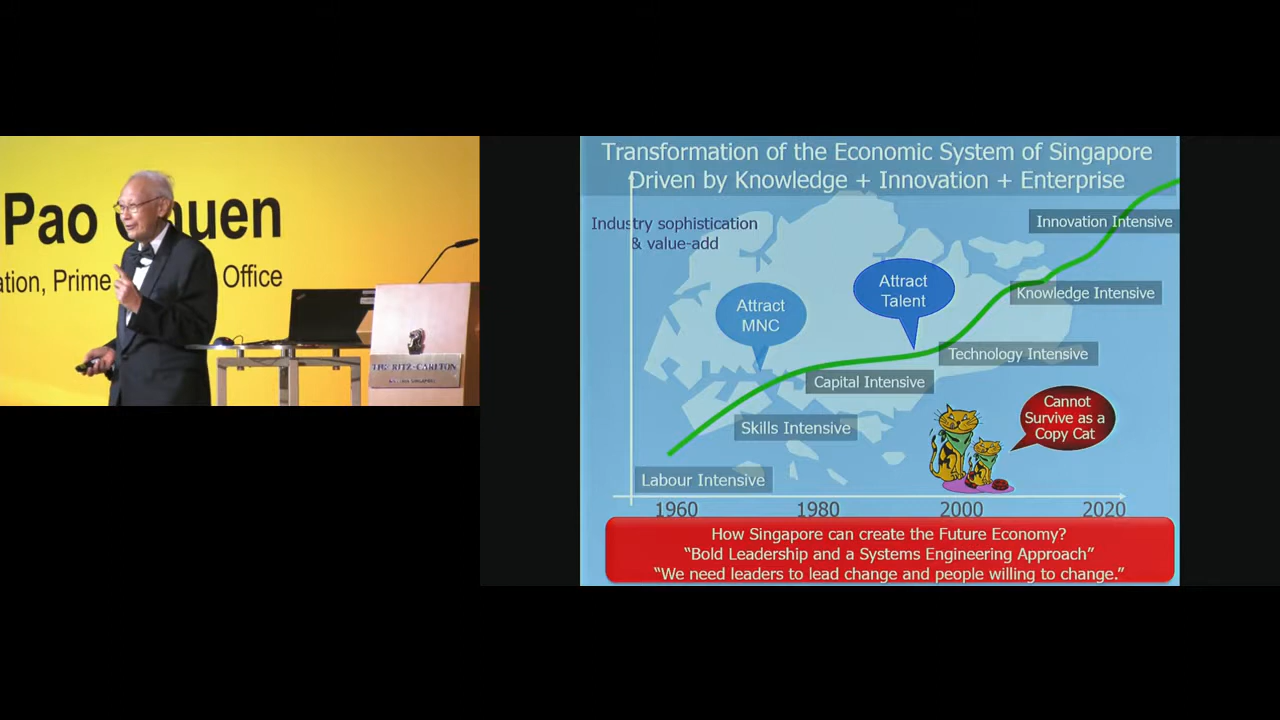 Pao Chuen
ation, Prime
Office
THE RITZ-CARLTON
Transformation of the Economic System of Singapore
Driven by Knowledge + Innovation + Enterprise
Industry sophistication
& value-add
Innovation Intensive
Attract
Talent
Knowledge Intensive
Attract
MNC
Technology Intensive
Capital Intensive
Cannot
Survive as a
Copy Cat
Skills Intensive
Labour Intensive
1960 1980 2000 2020
How Singapore can create the Future Economy?
“Bold Leadership and a Systems Engineering Approach”
“We need leaders to lead change and people willing to change.”